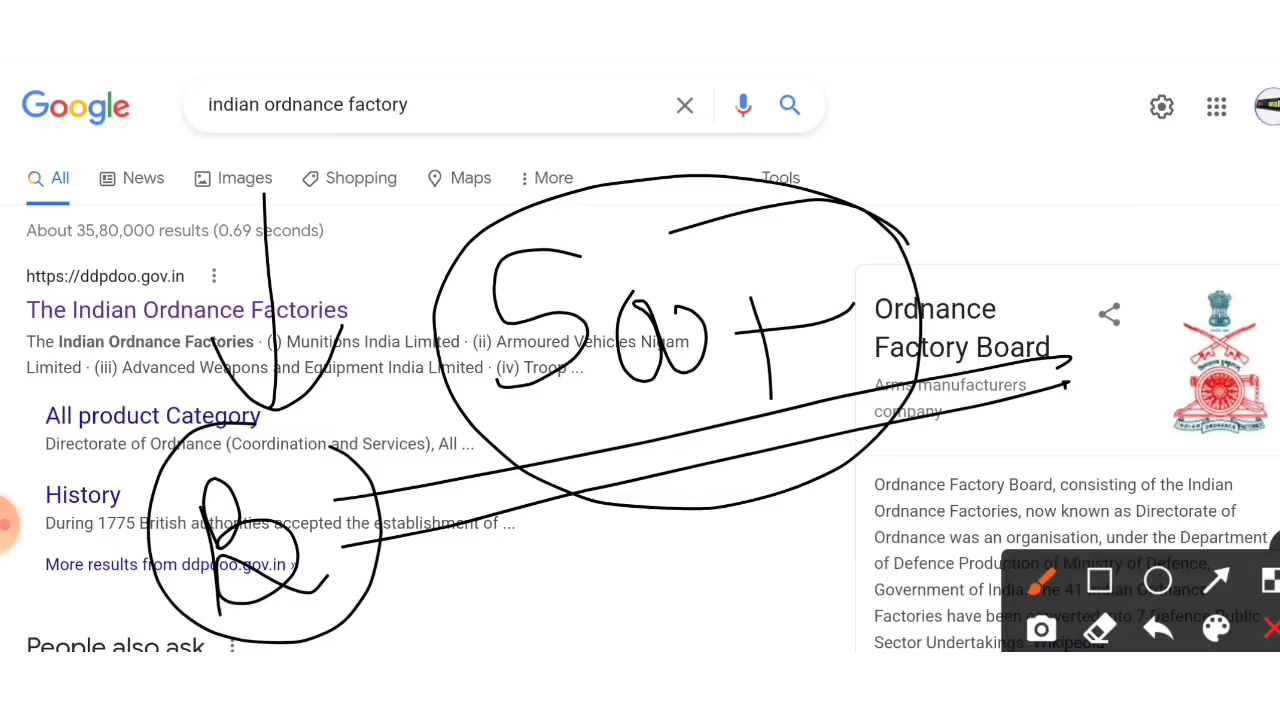 Google
indian ordnance factory
All News Images Shopping Maps More Tools
About 35,80,000 results (0.69 seconds)
https://ddpdoo.gov.in
The Indian Ordnance Factories
The Indian Ordnance Factories · (i) Munitions India Limited · (ii) Armoured Vehicles Nigam
Limited · (iii) Advanced Weapons and Equipment India Limited · (iv) Troop ...
All product Category
Directorate of Ordnance (Coordination and Services), All ...
History
During 1775 British authorities accepted the establishment of ...
More results from ddpdoo.gov.in »
People also ask
500+
Ordnance
Factory Board
Arms manufacturers
company
Ordnance Factory Board, consisting of the Indian
Ordnance Factories, now known as Directorate of
Ordnance was an organisation, under the Department
of Defence Production of Ministry of Defence,
Government of India. The 41 Indian Ordnance
Factories have been converted into 7 Defence Public
Sector Undertakings. Wikipedia